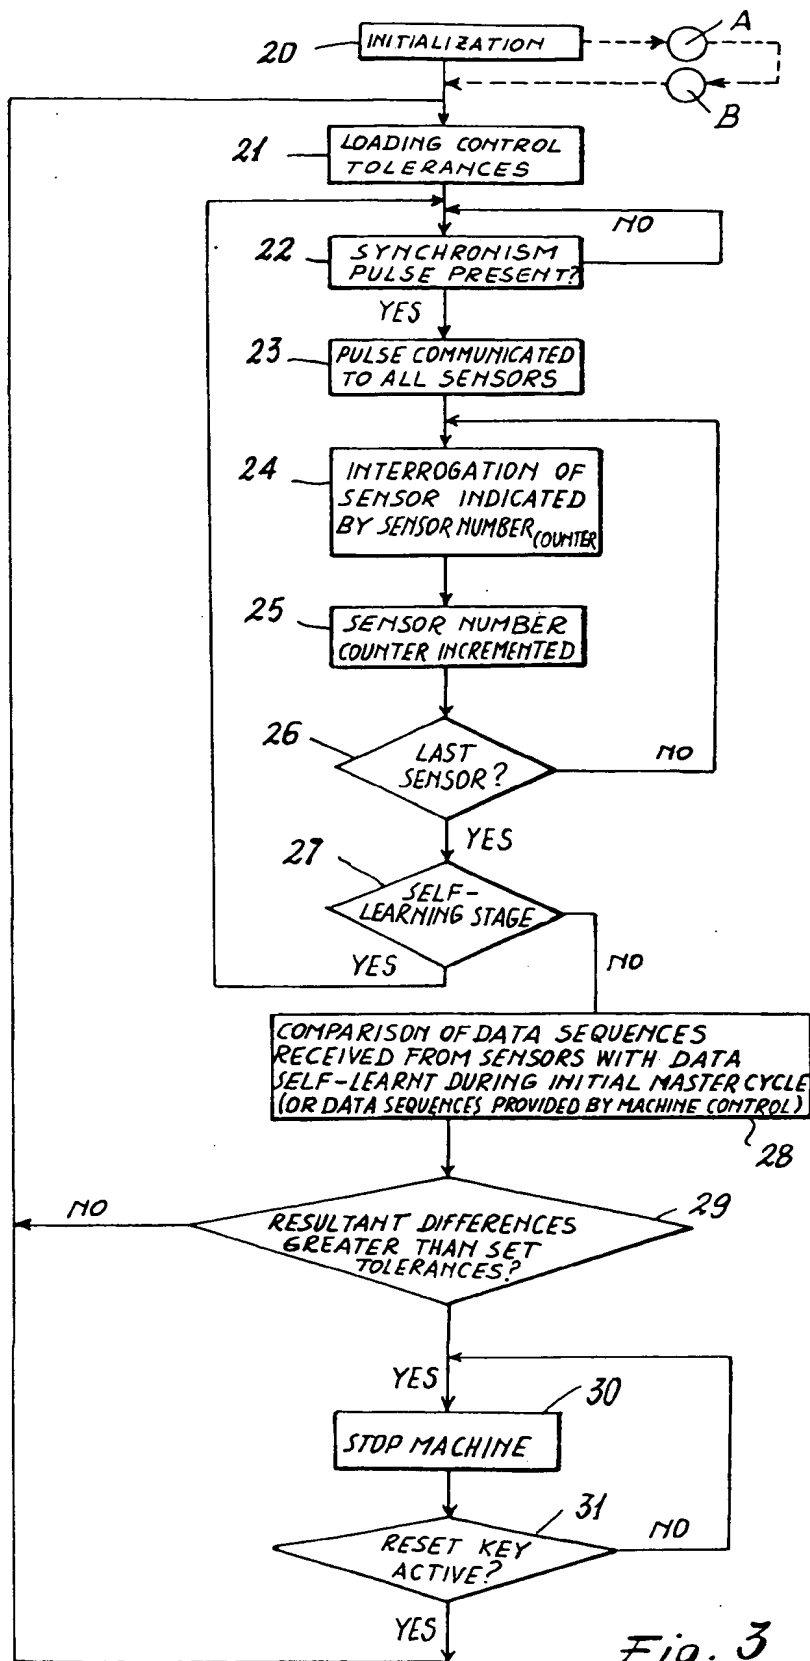 20
INITIALIZATION
A
B
21
LOADING CONTROL
TOLERANCES
NO
22
SYNCHRONISM
PULSE PRESENT?
YES
23
PULSE COMMUNICATED
TO ALL SENSORS
24
INTERROGATION OF
SENSOR INDICATED
BY SENSOR NUMBER COUNTER
25
SENSOR NUMBER
COUNTER INCREMENTED
26
LAST
SENSOR?
NO
YES
27
SELF-
LEARNING STAGE
YES
NO
COMPARISON OF DATA SEQUENCES
RECEIVED FROM SENSORS WITH DATA
SELF-LEARNT DURING INITIAL MASTER CYCLE
(OR DATA SEQUENCES PROVIDED BY MACHINE CONTROL)
28
NO
29
RESULTANT DIFFERENCES
GREATER THAN SET
TOLERANCES?
YES
30
STOP MACHINE
31
RESET KEY
ACTIVE?
NO
YES
Fig. 3